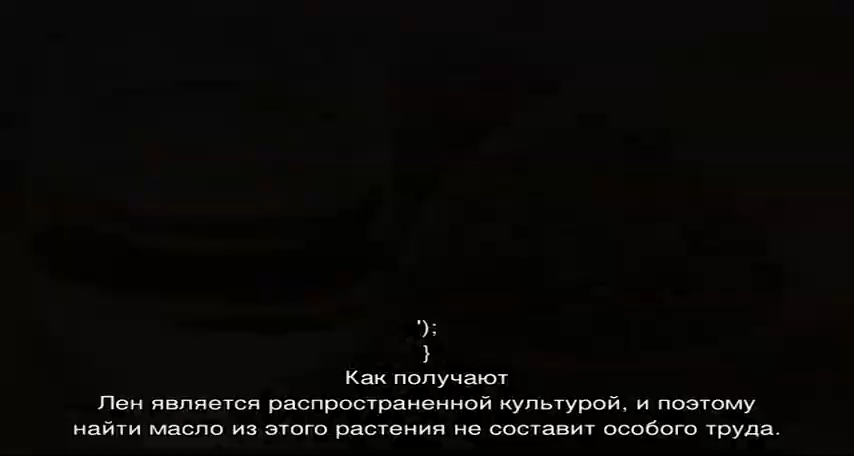 ');
}
Как получают
Лен является распространенной культурой, и поэтому
найти масло из этого растения не составит особого труда.